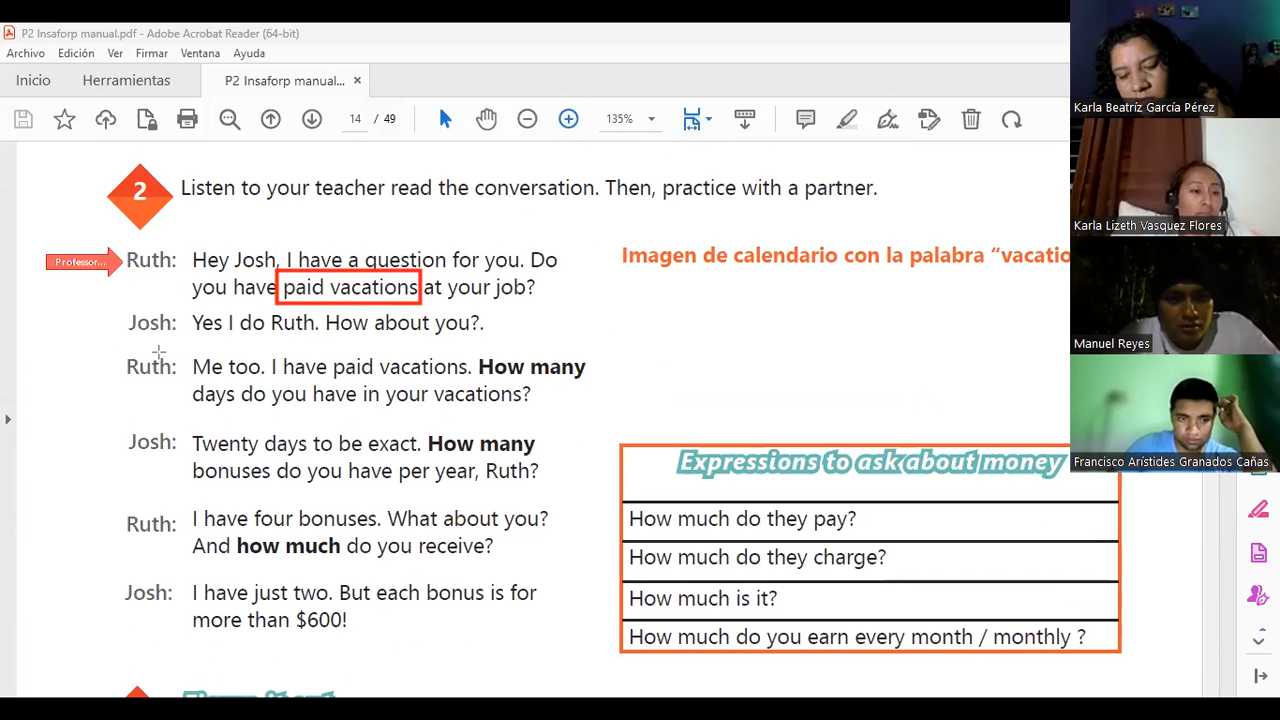 P2 Insaforp manual.pdf - Adobe Acrobat Reader (64-bit)
Archivo Edición Ver Firmar Ventana Ayuda
Inicio Herramientas P2 Insaforp manual... ×
14 / 49 135%
2 Listen to your teacher read the conversation. Then, practice with a partner.
Professor...
Ruth: Hey Josh, I have a question for you. Do
you have paid vacations at your job?
Josh: Yes I do Ruth. How about you?.
Ruth: Me too. I have paid vacations. How many
days do you have in your vacations?
Josh: Twenty days to be exact. How many
bonuses do you have per year, Ruth?
Ruth: I have four bonuses. What about you?
And how much do you receive?
Josh: I have just two. But each bonus is for
more than $600!
Imagen de calendario con la palabra “vacatio
Expressions to ask about money
How much do they pay?
How much do they charge?
How much is it?
How much do you earn every month / monthly ?
Karla Beatríz García Pérez
Karla Lizeth Vasquez Flores
Manuel Reyes
Francisco Arístides Granados Cañas